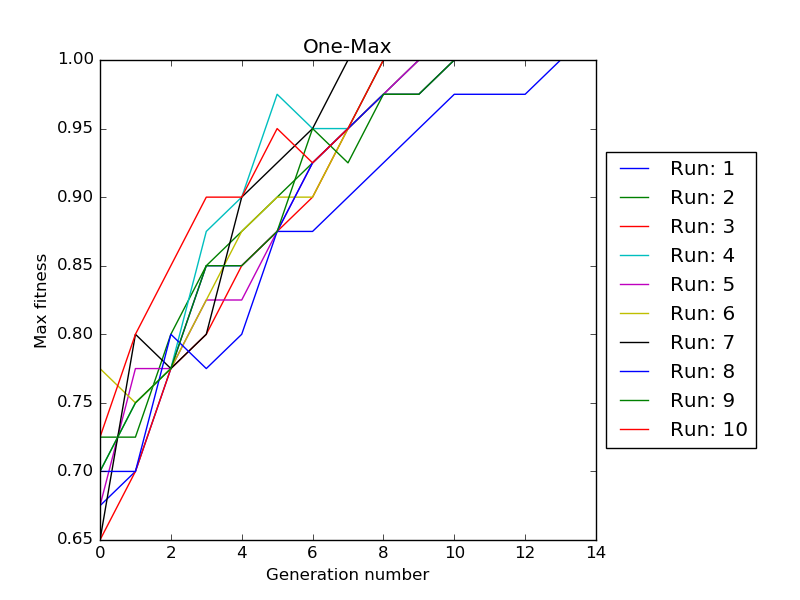 One-Max
1.00
0.95
0.90
0.85
0.80
0.75
0.70
0.65
Max fitness
0 2 4 6 8 10 12 14
Generation number
Run: 1
Run: 2
Run: 3
Run: 4
Run: 5
Run: 6
Run: 7
Run: 8
Run: 9
Run: 10